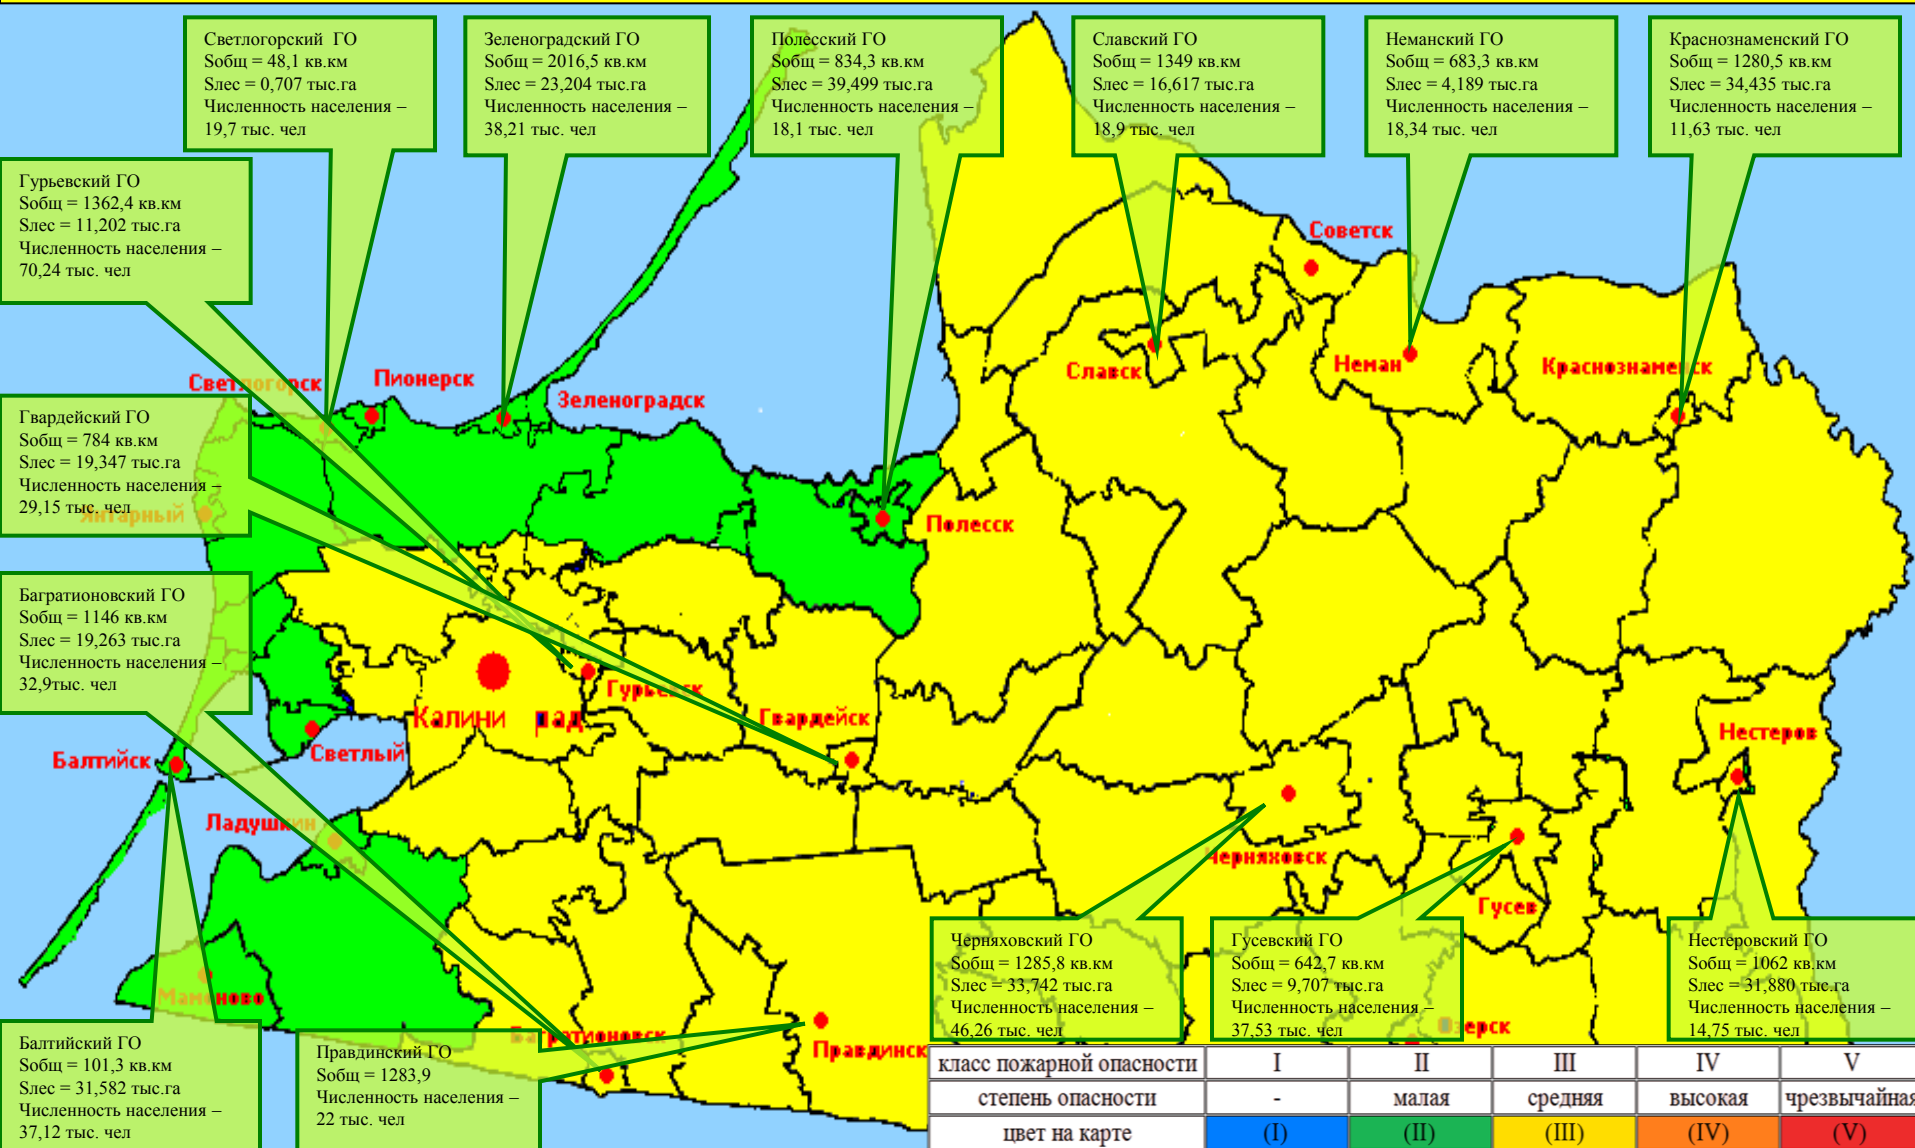 Светлогорский ГО
Sобщ = 48,1 кв.км
Sлес = 0,707 тыс.га
Численность населения –
19,7 тыс. чел
Зеленоградский ГО
Sобщ = 2016,5 кв.км
Sлес = 23,204 тыс.га
Численность населения -
38,21 тыс. чел
Полесский ГО
Sобщ = 834,3 кв.км
Sлес = 39,499 тыс.га
Численность населения –
18,1 тыс. чел
Славский ГО
Sобщ = 1349 кв.км
Sлес = 16,617 тыс.га
Численность населения –
18,9 тыс. чел
Неманский ГО
Sобщ = 683,3 кв.км
Sлес = 4,189 тыс.га
Численность населения –
18,34 тыс. чел
Краснознаменский ГО
Sобщ = 1280,5 кв.км
Sлес = 34,435 тыс.га
Численность населения –
11,63 тыс. чел
Гурьевский ГО
Sобщ = 1362,4 кв.км
Sлес = 11,202 тыс.га
Численность населения –
70,24 тыс. чел
Советск
Славск
Неман
Краснознаменск
Светлогорск
Пионерск
Зеленоградск
Гвардейский ГО
Sобщ = 784 кв.км
Sлес = 19,347 тыс.га
Численность населения –
29,15 тыс. чел
Янтарный
Полесск
Багратионовский ГО
Sобщ = 1146 кв.км
Sлес = 19,263 тыс.га
Численность населения –
32,9тыс. чел
Гурьевск
Калини рад
Гвардейск
Нестеров
Балтийск
Светлый
Ладушкин
Черняховск
Гусев
Мамоново
Багратионовск
Правдинск
зерск
Черняховский ГО
Sобщ = 1285,8 кв.км
Sлес = 33,742 тыс.га
Численность населения –
46,26 тыс. чел
Гусевский ГО
Sобщ = 642,7 кв.км
Sлес = 9,707 тыс.га
Численность населения –
37,53 тыс. чел
Нестеровский ГО
Sобщ = 1062 кв.км
Sлес = 31,880 тыс.га
Численность населения –
14,75 тыс. чел
Балтийский ГО
Sобщ = 101,3 кв.км
Sлес = 31,582 тыс.га
Численность населения –
37,12 тыс. чел
Правдинский ГО
Sобщ = 1283,9
Численность населения –
22 тыс. чел
класс пожарной опасности I II III IV V
степень опасности - малая средняя высокая чрезвычайная
цвет на карте (I) (II) (III) (IV) (V)